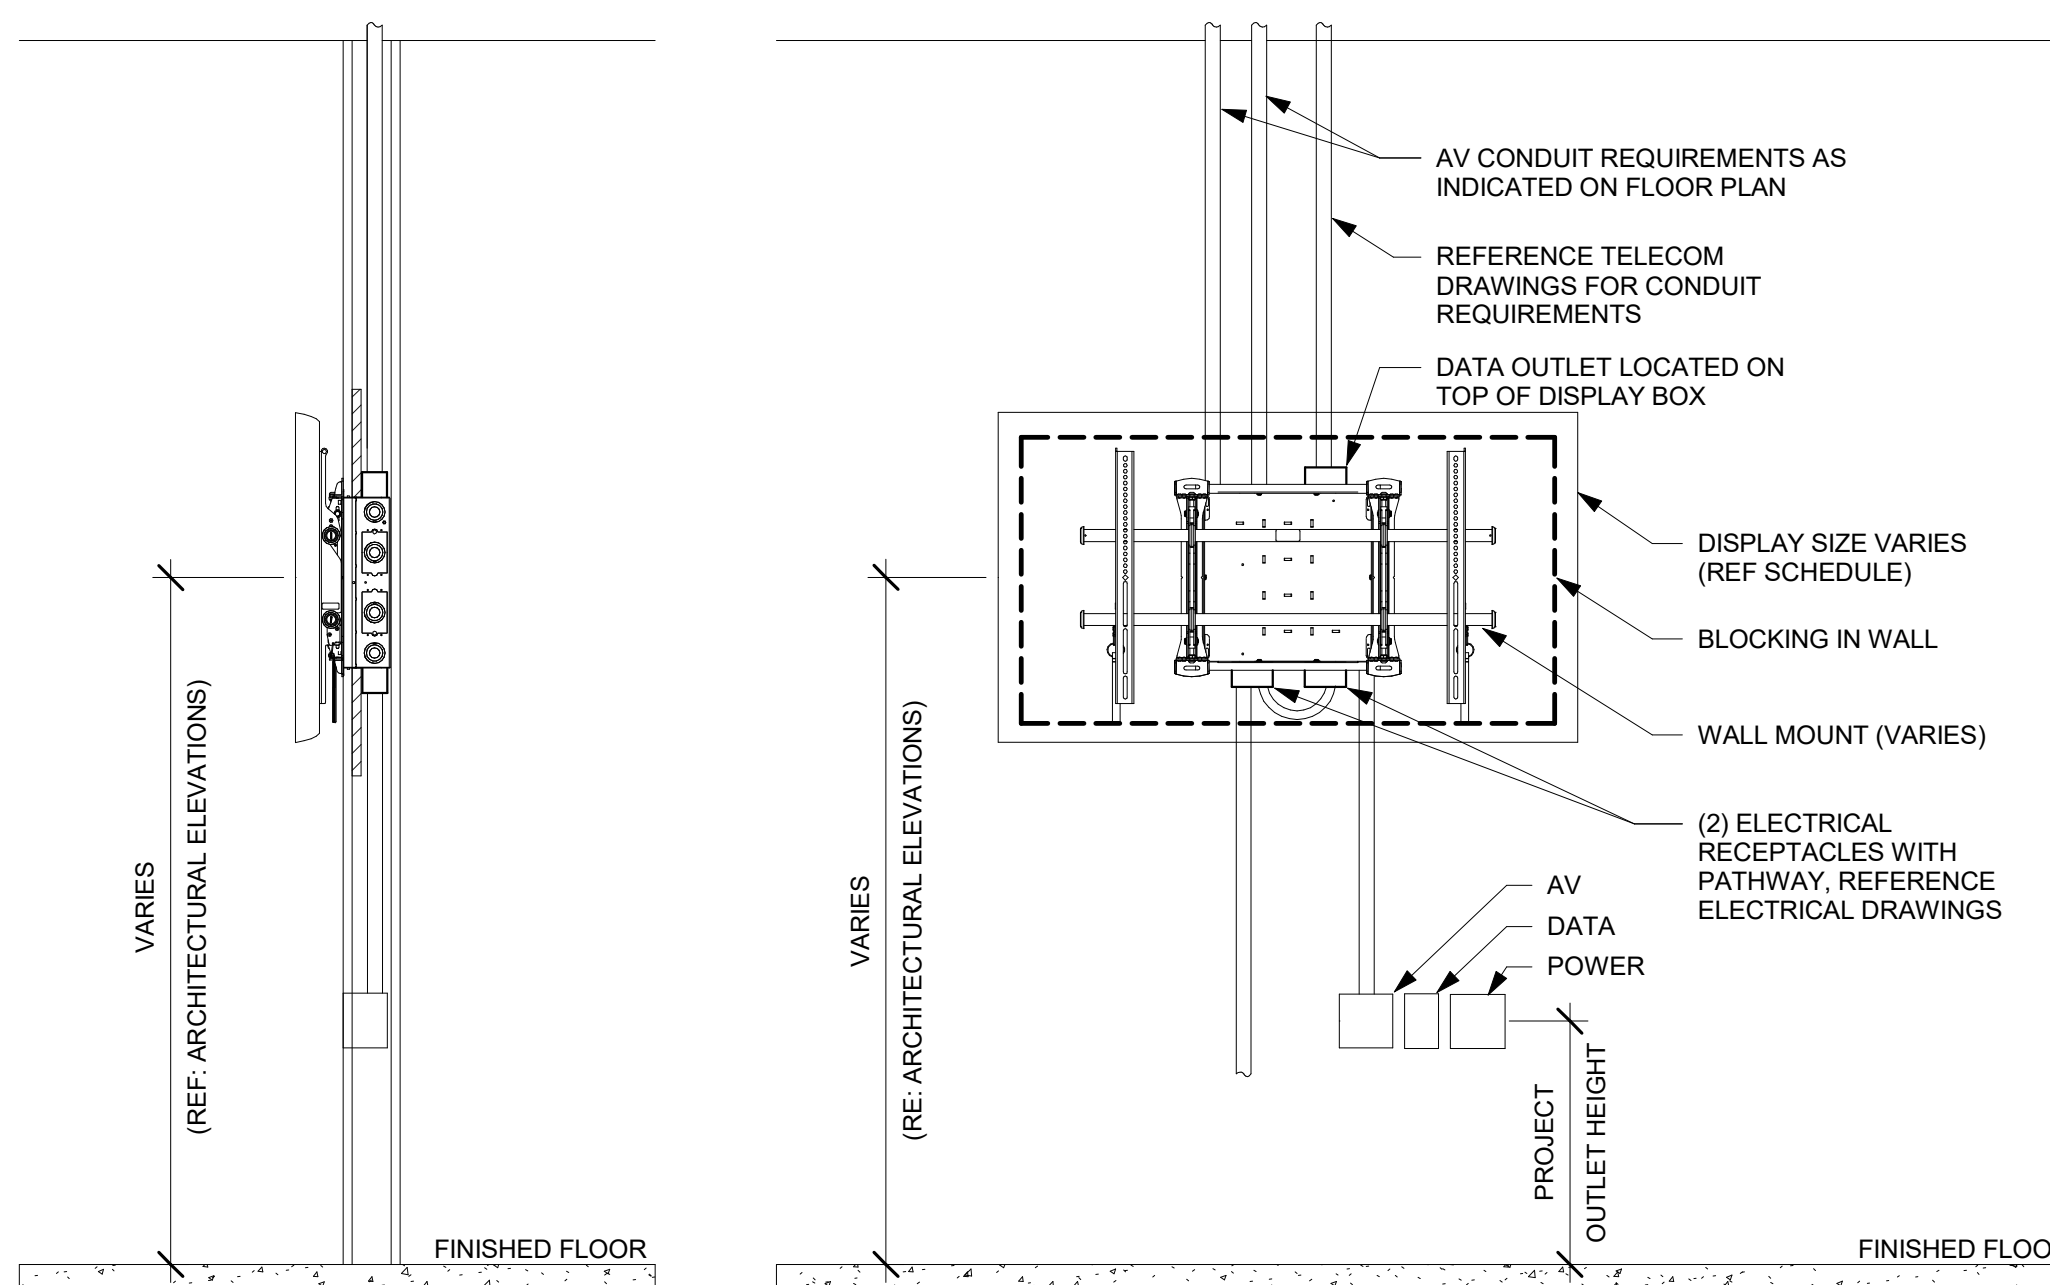 AV CONDUIT REQUIREMENTS AS
INDICATED ON FLOOR PLAN
REFERENCE TELECOM
DRAWINGS FOR CONDUIT
REQUIREMENTS
DATA OUTLET LOCATED ON
TOP OF DISPLAY BOX
DISPLAY SIZE VARIES
(REF SCHEDULE)
BLOCKING IN WALL
WALL MOUNT (VARIES)
(2) ELECTRICAL
RECEPTACLES WITH
PATHWAY, REFERENCE
ELECTRICAL DRAWINGS
AV
DATA
POWER
VARIES
(REF: ARCHITECTURAL ELEVATIONS)
VARIES
(RE: ARCHITECTURAL ELEVATIONS)
PROJECT
OUTLET HEIGHT
FINISHED FLOOR
FINISHED FLOO